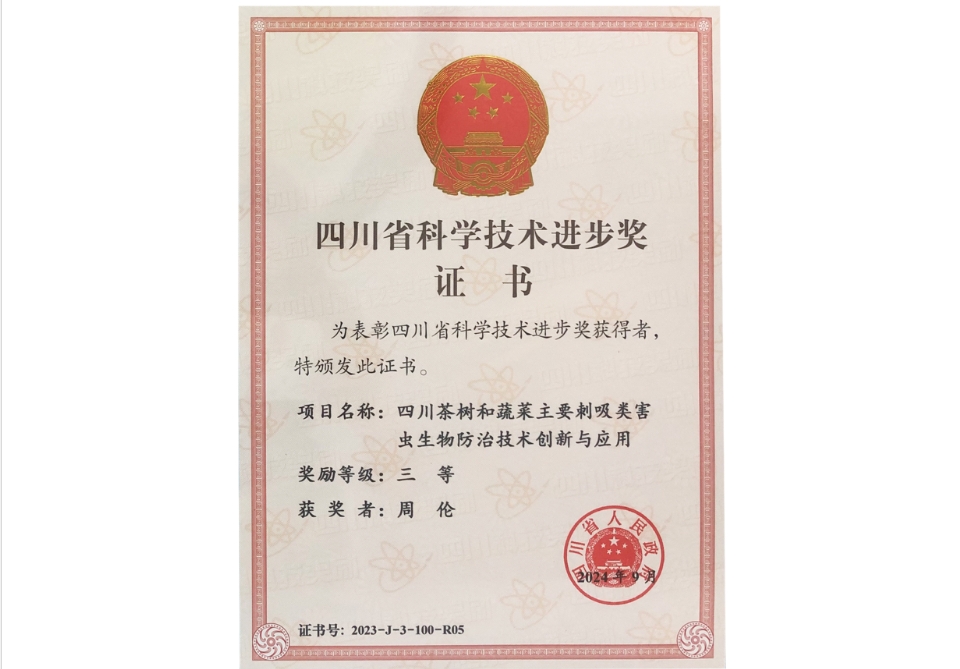 四川省科学技术进步奖
证 书
为表彰四川省科学技术进步奖获得者,
特颁发此证书。
项目名称: 四川茶树和蔬菜主要刺吸类害
虫生物防治技术创新与应用
奖励等级: 三 等
获 奖 者: 周 伦
四川省人民政府
2024 年 9 月
证书号: 2023-J-3-100-R05